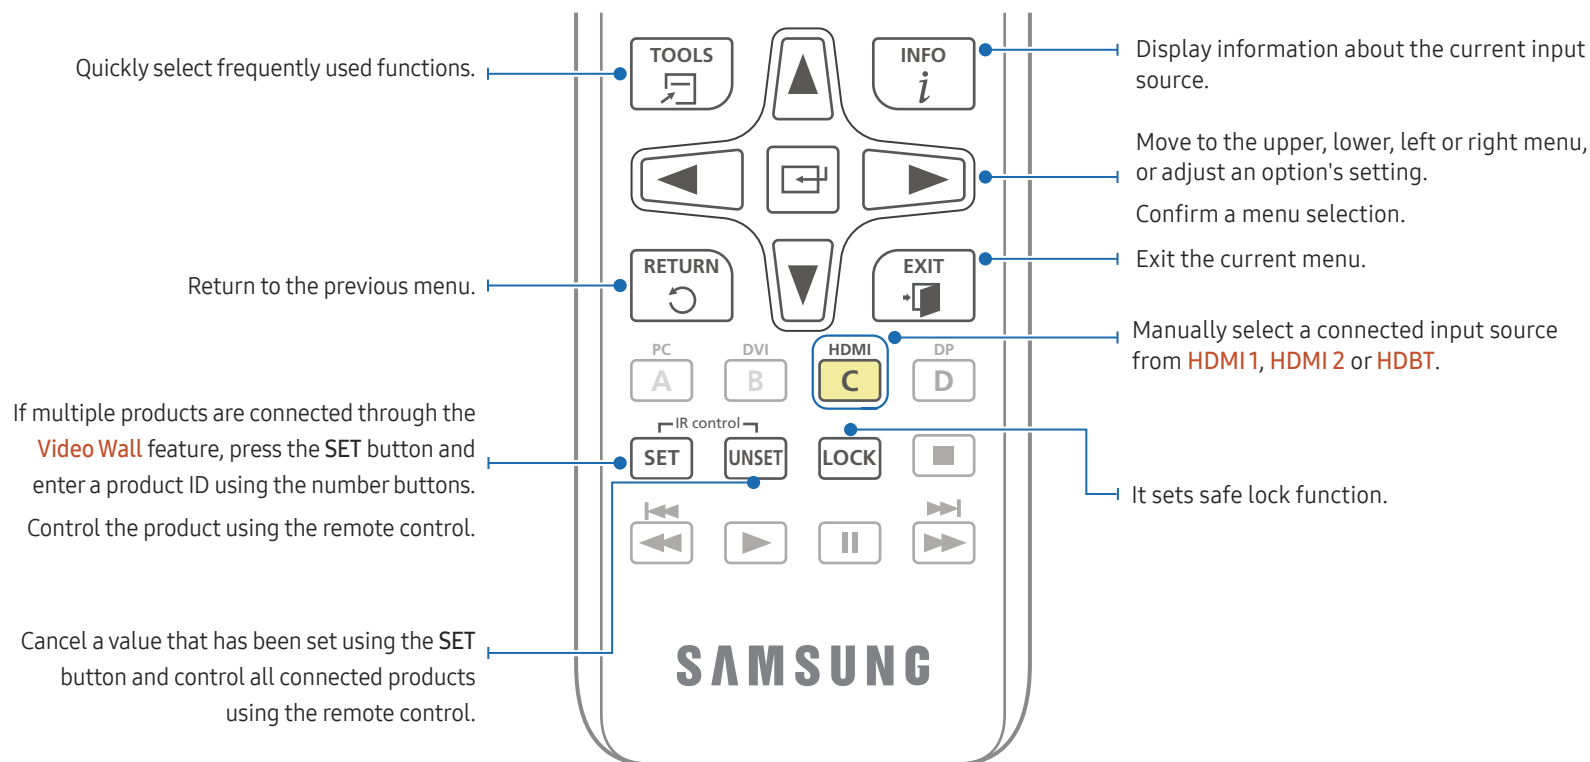 Quickly select frequently used functions.
TOOLS
INFO
i
Display information about the current input
source.
Move to the upper, lower, left or right menu,
or adjust an option's setting.
Confirm a menu selection.
Return to the previous menu.
RETURN
EXIT
Exit the current menu.
PC
DVI
HDMI
DP
A
B
C
D
Manually select a connected input source
from HDMI 1, HDMI 2 or HDBT.
If multiple products are connected through the
Video Wall feature, press the SET button and
enter a product ID using the number buttons.
Control the product using the remote control.
IR control
SET
UNSET
LOCK
It sets safe lock function.
Cancel a value that has been set using the SET
button and control all connected products
using the remote control.
SAMSUNG